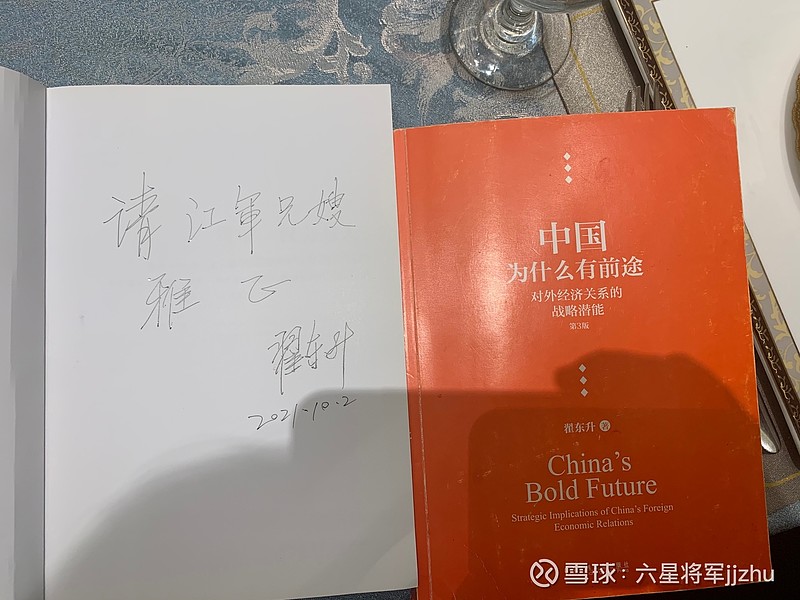 请 江軍兄嫂
雅正
翟东升
2021.10.2
中国
为什么有前途
对外经济关系的
战略潜能
第3版
翟东升 著
China's
Bold Future
Strategic Implications of China's Foreign
Economic Relations
雪球:六星将军jjzhu